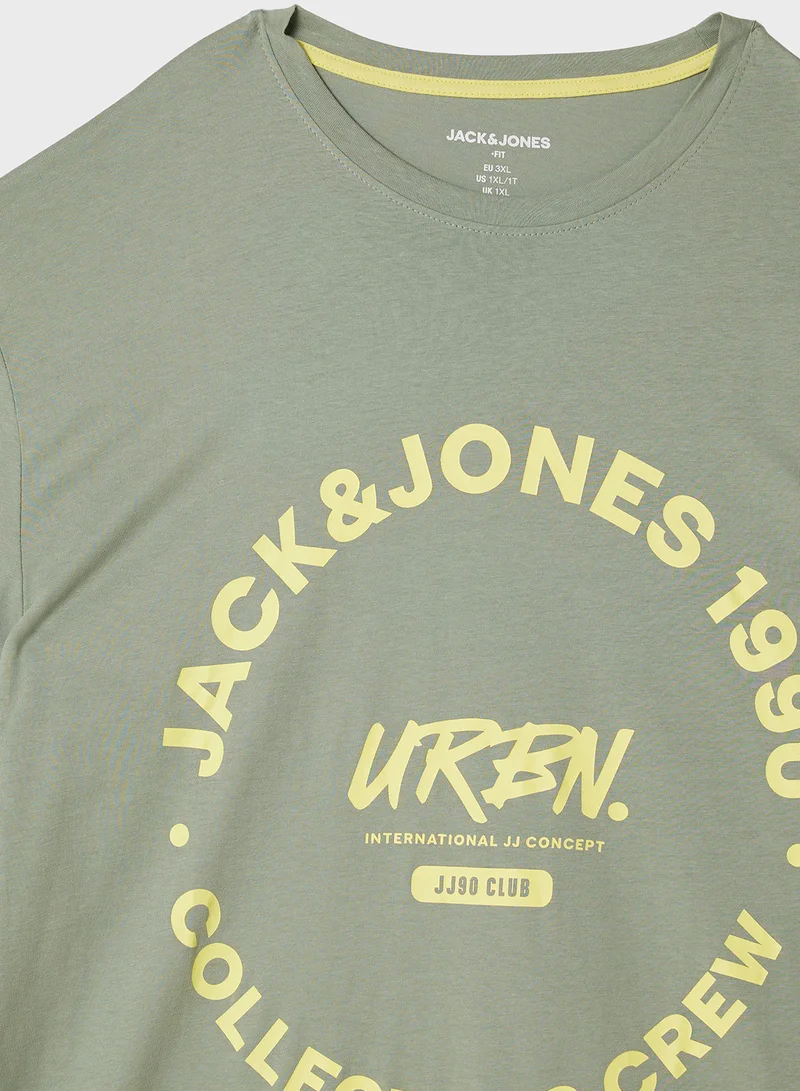 JACK&JONES
+FIT
EU 3XL
US 1XL/1T
UK 1XL
JACK&JONES 1990
URBN.
INTERNATIONAL JJ CONCEPT
JJ90 CLUB
CREW